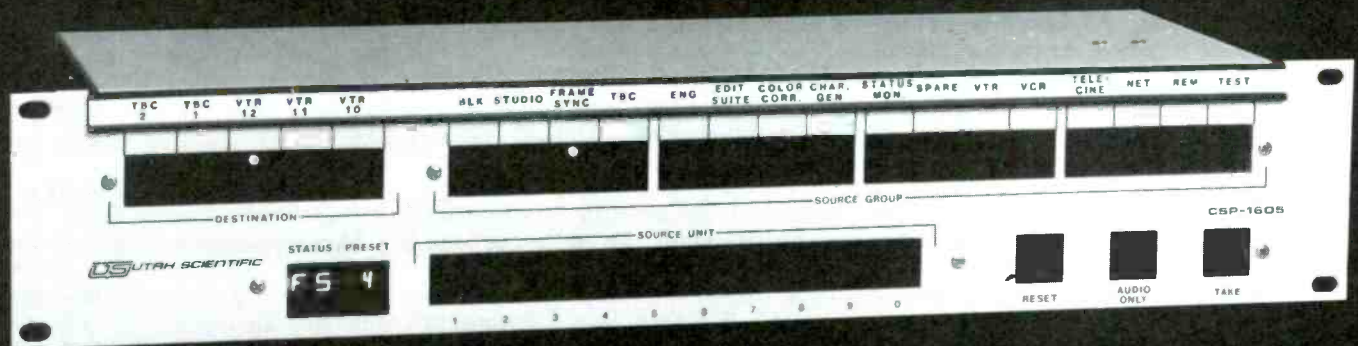 TBC 2 TBC 1 VTR 12 VTR 11 VTR 10 BLK STUDIO FRAME SYNC TBC ENG EDIT SUITE COLOR CORR. CHAR. GEN STATUS MON. SPARE VTR VCR TELE-CINE NET REM TEST
DESTINATION SOURCE GROUP
CSP-1605
STATUS PRESET SOURCE UNIT
US UTAH SCIENTIFIC
FS 4
1 2 3 4 5 6 7 8 9 0
RESET AUDIO ONLY TAKE